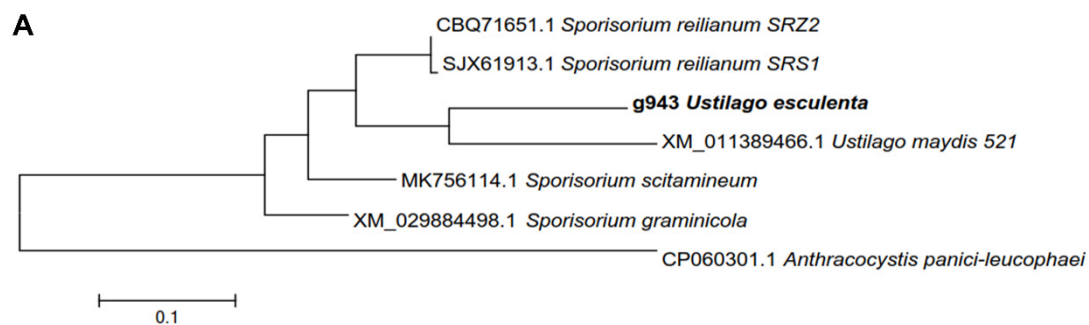 A
CBQ71651.1 Sporisorium reilianum SRZ2
SJX61913.1 Sporisorium reilianum SRS1
g943 Ustilago esculenta
XM_011389466.1 Ustilago maydis 521
MK756114.1 Sporisorium scitamineum
XM_029884498.1 Sporisorium graminicola
CP060301.1 Anthracocystis panici-leucophaei
0.1